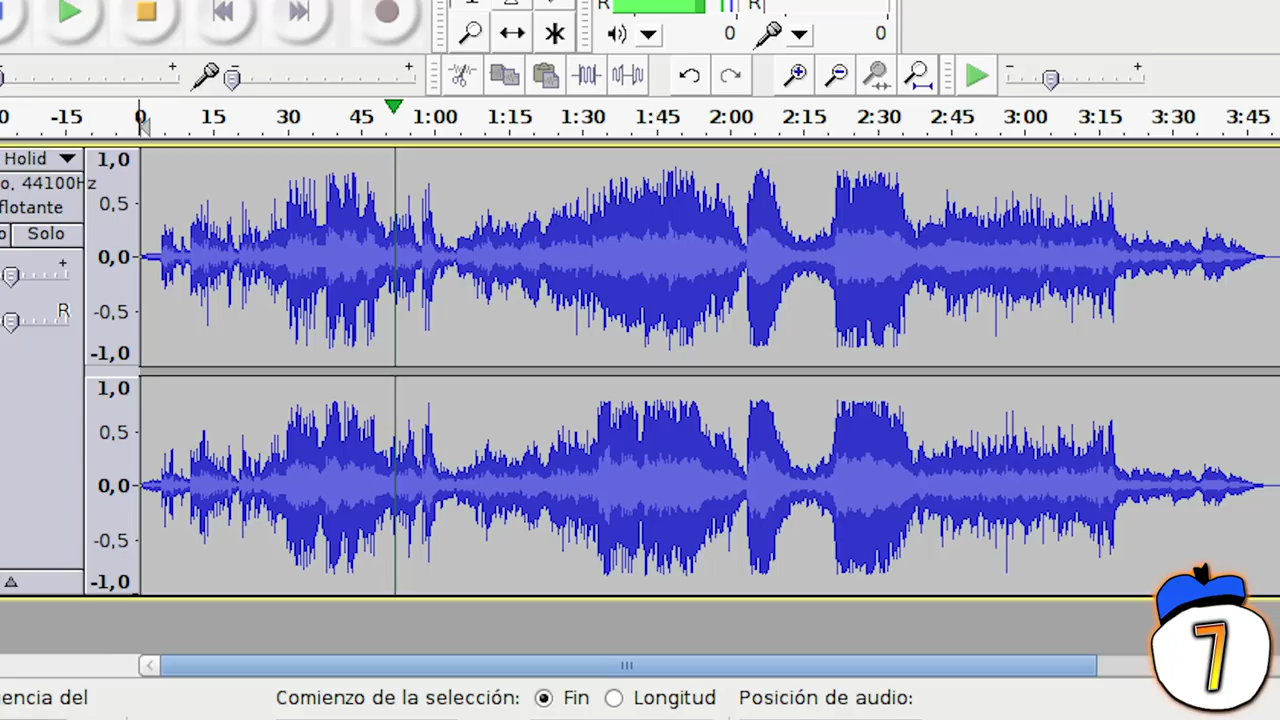 R R
0 0
- + - +
0 -15 0 15 30 45 1:00 1:15 1:30 1:45 2:00 2:15 2:30 2:45 3:00 3:15 3:30 3:45
Holid 1,0
o, 44100Hz
flotante 0,5
o Solo
+ 0,0
R -0,5
-1,0
1,0
0,5
0,0
-0,5
-1,0
7
encia del Comienzo de la selección: Fin Longitud Posición de audio: